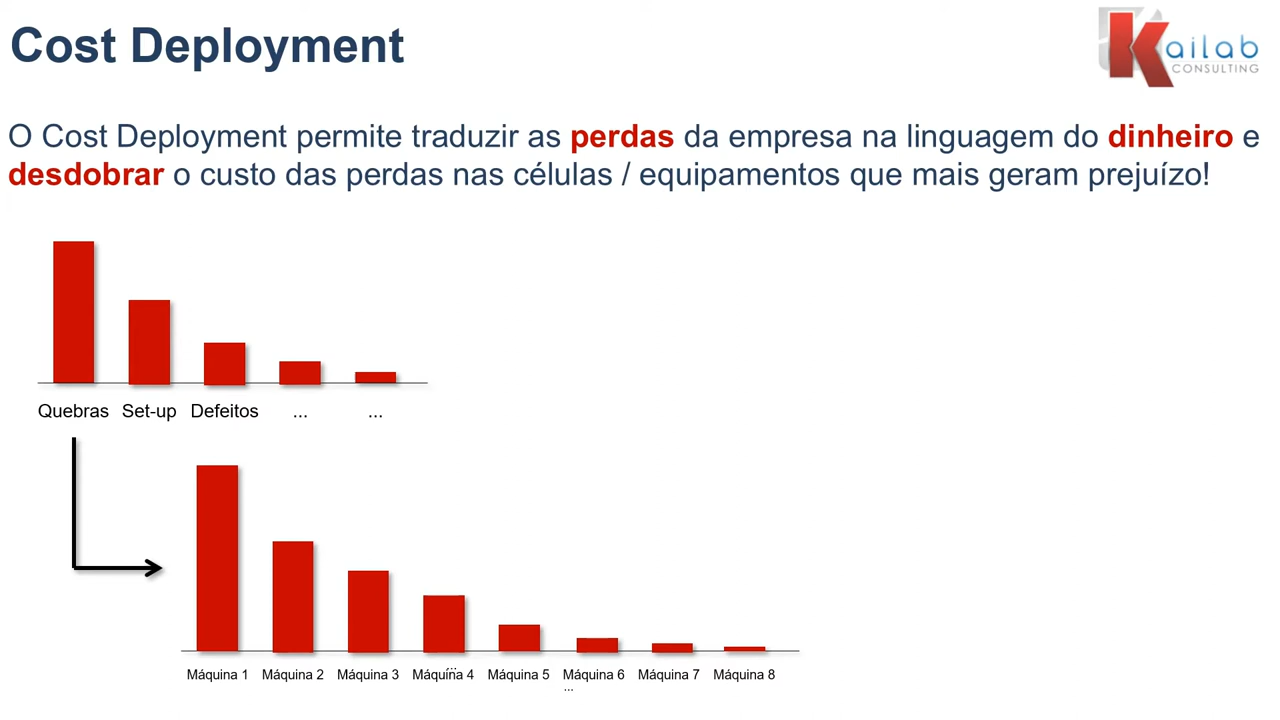 Cost Deployment
Kailab
CONSULTING
O Cost Deployment permite traduzir as perdas da empresa na linguagem do dinheiro e
desdobrar o custo das perdas nas células / equipamentos que mais geram prejuízo!
Quebras Set-up Defeitos ... ...
Máquina 1 Máquina 2 Máquina 3 Máquina 4 Máquina 5 Máquina 6 Máquina 7 Máquina 8
...